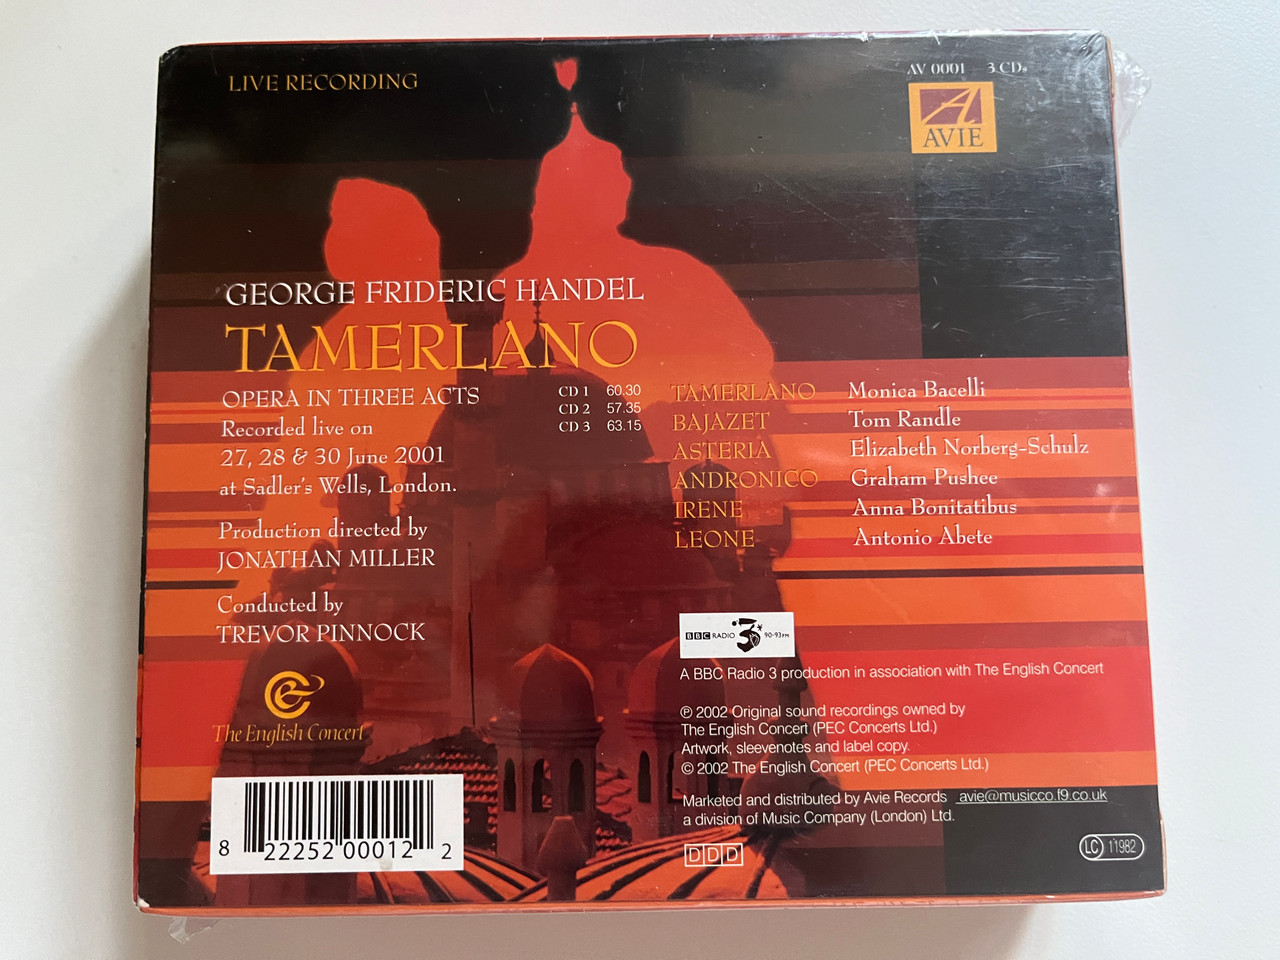 LIVE RECORDING
AV 0001 3 CDs
A
AVIE
GEORGE FRIDERIC HANDEL
TAMERLANO
OPERA IN THREE ACTS
Recorded live on
27, 28 & 30 June 2001
at Sadler's Wells, London.
CD 1 60.30
CD 2 57.35
CD 3 63.15
Production directed by
JONATHAN MILLER
Conducted by
TREVOR PINNOCK
The English Concert
8 22252 00012 2
TAMERLANO Monica Bacelli
BAJAZET Tom Randle
ASTERIA Elizabeth Norberg-Schulz
ANDRONICO Graham Pushee
IRENE Anna Bonitatibus
LEONE Antonio Abete
BBC RADIO 3 90-93 FM
A BBC Radio 3 production in association with The English Concert
℗ 2002 Original sound recordings owned by
The English Concert (PEC Concerts Ltd.)
Artwork, sleevenotes and label copy.
© 2002 The English Concert (PEC Concerts Ltd.)
Marketed and distributed by Avie Records avie@musicco.f9.co.uk
a division of Music Company (London) Ltd.
DDD
LC 11982